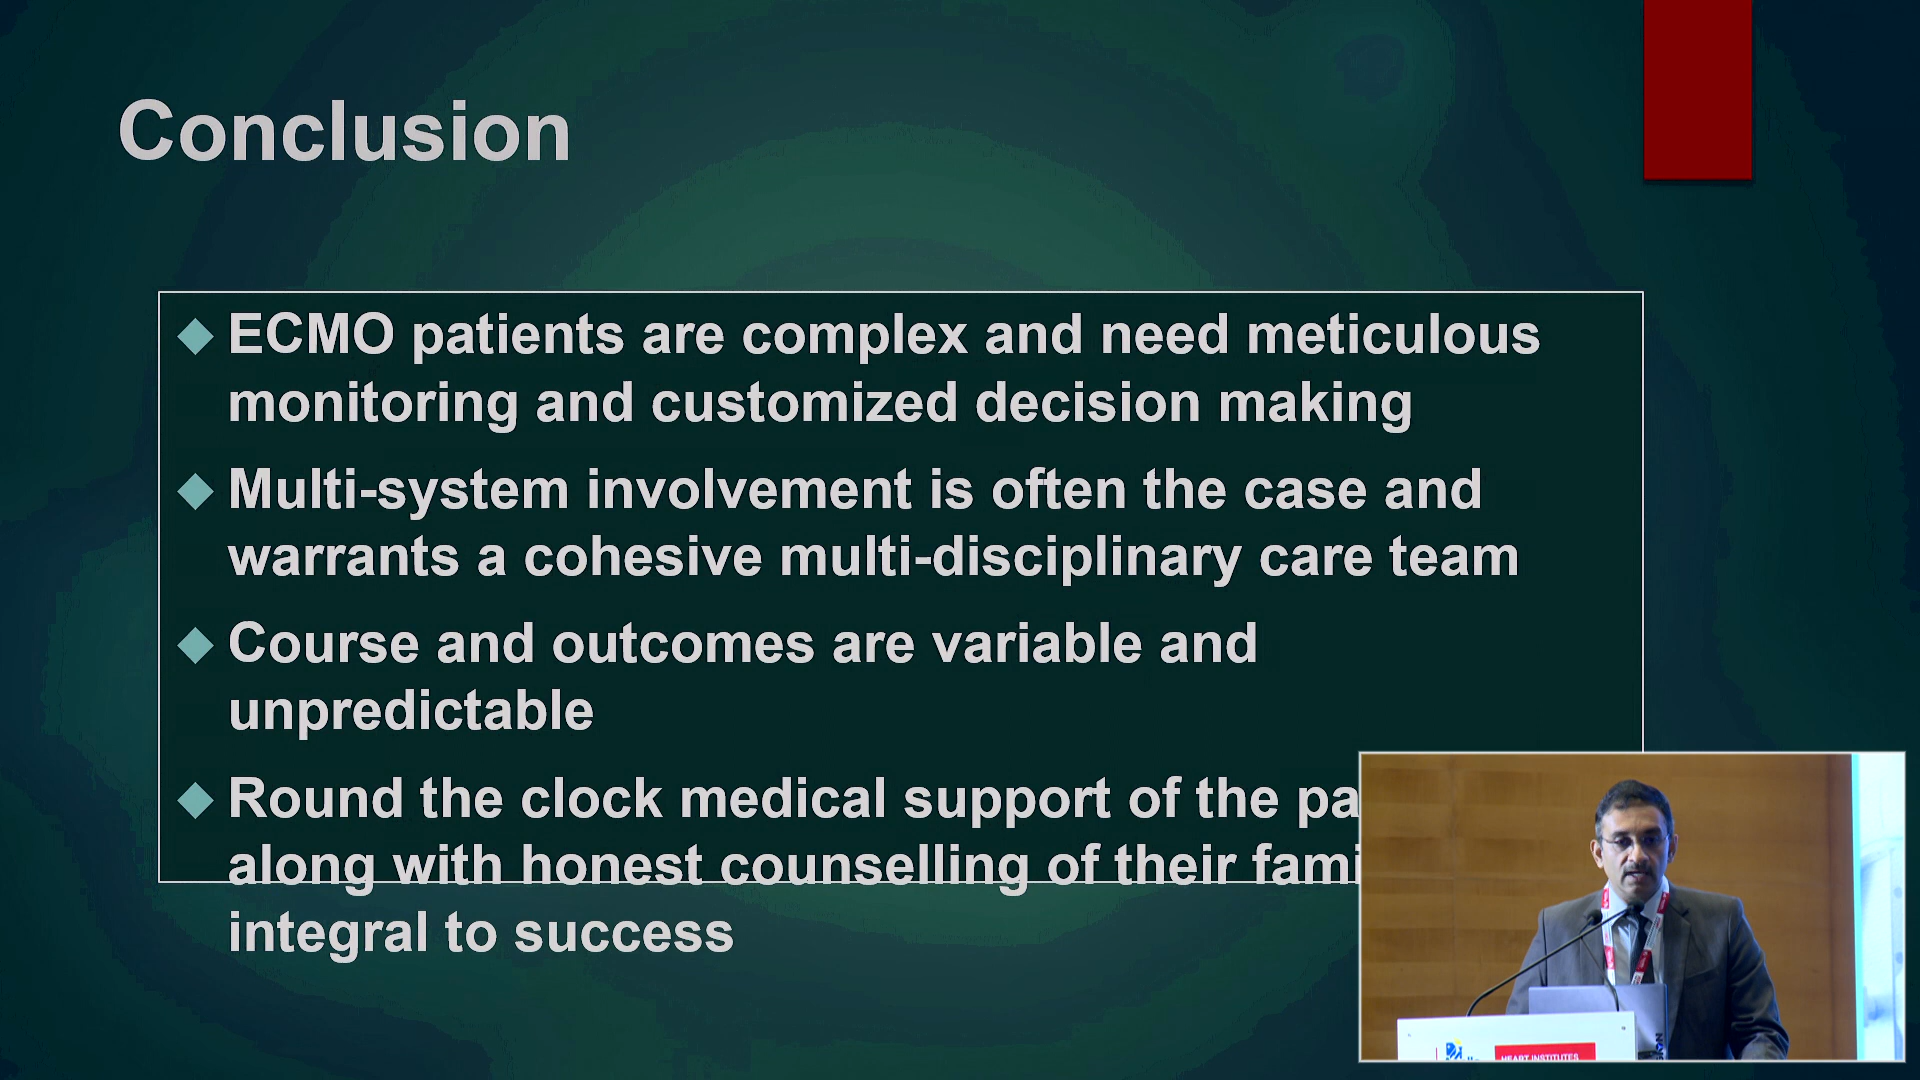 Conclusion
ECMO patients are complex and need meticulous
monitoring and customized decision making
Multi-system involvement is often the case and
warrants a cohesive multi-disciplinary care team
Course and outcomes are variable and
unpredictable
Round the clock medical support of the
along with honest counselling of their
integral to success
HEART INSTITUTES